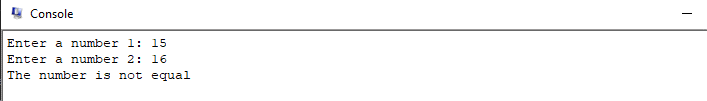 Console
Enter a number 1: 15
Enter a number 2: 16
The number is not equal